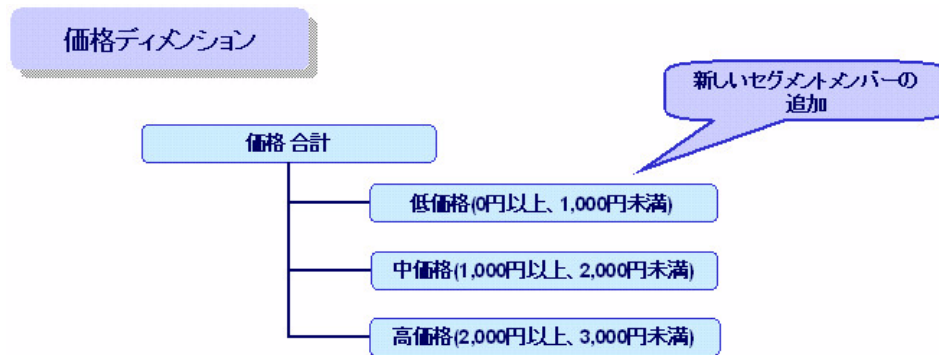 価格ディメンション
新しいセグメントメンバーの
追加
価格 合計
低価格(0円以上、1,000円未満)
中価格(1,000円以上、2,000円未満)
高価格(2,000円以上、3,000円未満)